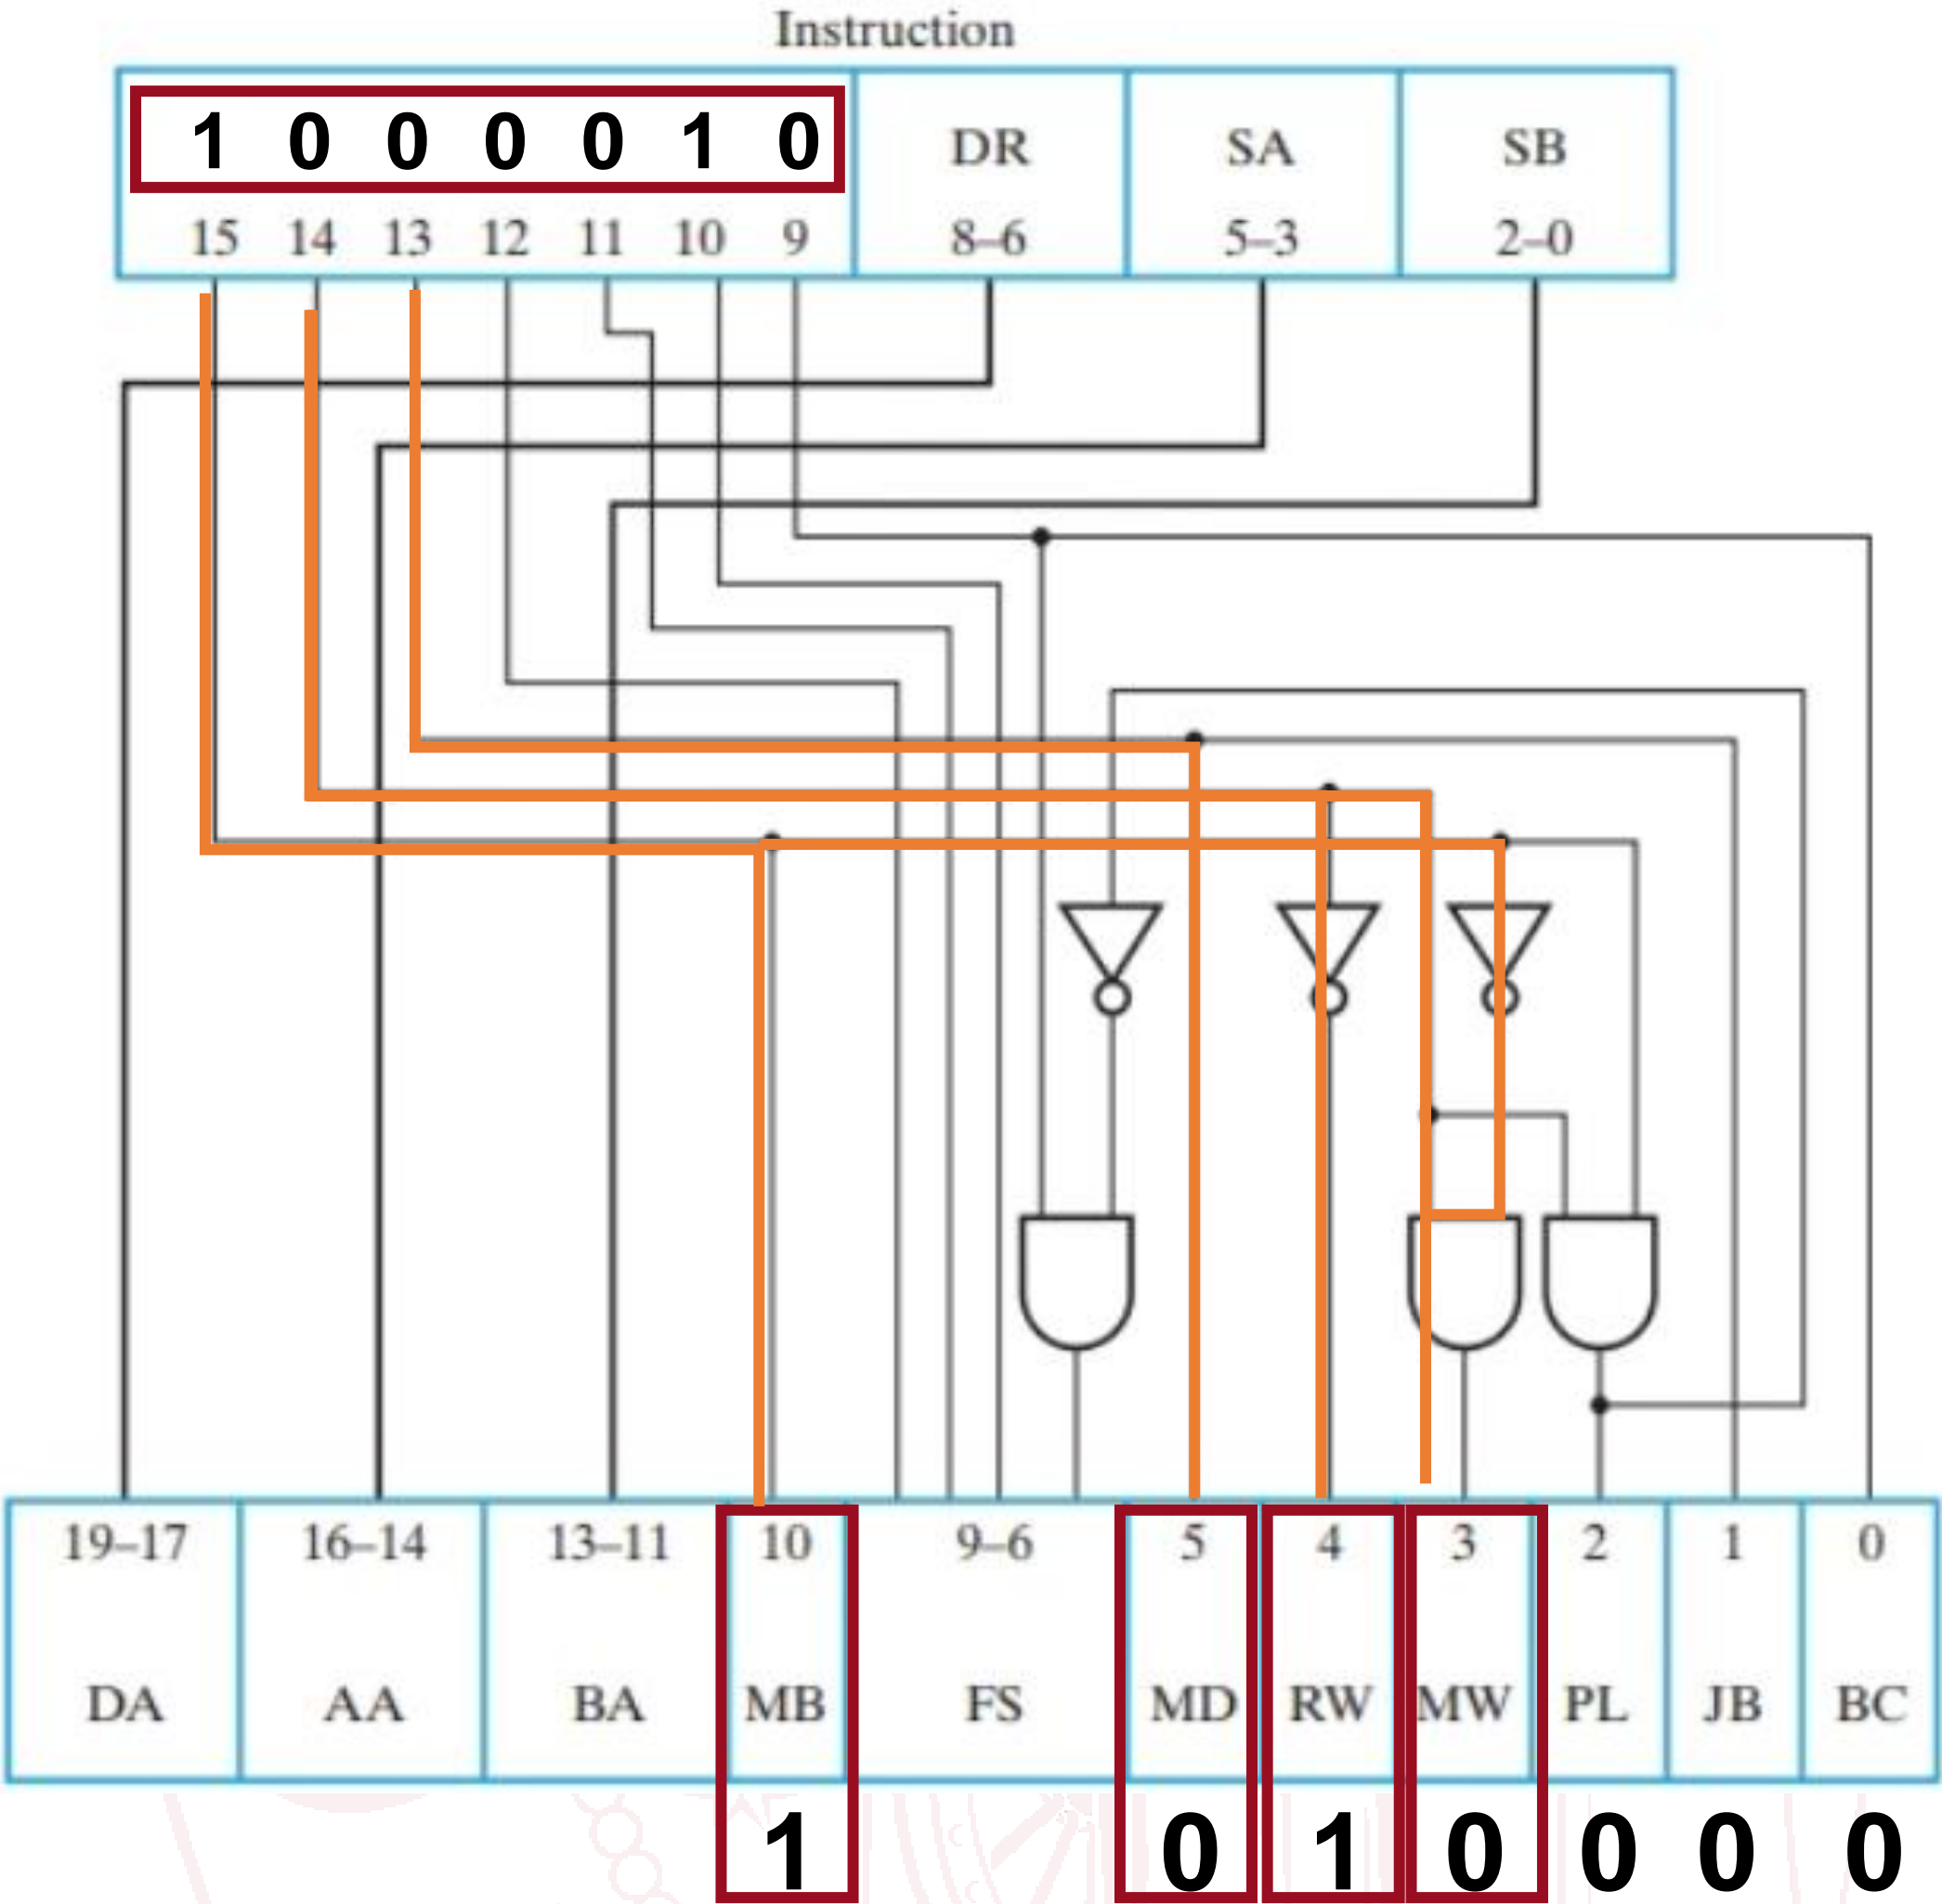 Instruction
1 0 0 0 0 1 0 DR SA SB
15 14 13 12 11 10 9 8–6 5–3 2–0
19–17 16–14 13–11 10 9–6 5 4 3 2 1 0
DA AA BA MB FS MD RW MW PL JB BC
1 0 1 0 0 0 0